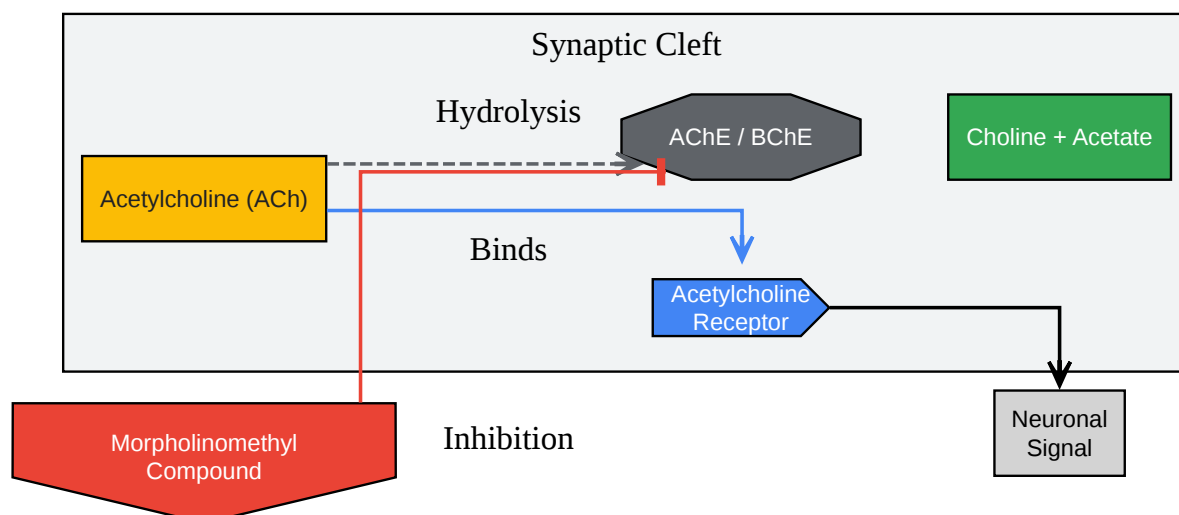 Synaptic Cleft
Hydrolysis
AChE / BChE
Choline + Acetate
Acetylcholine (ACh)
Binds
Acetylcholine
Receptor
Morpholinomethyl
Compound
Inhibition
Neuronal
Signal